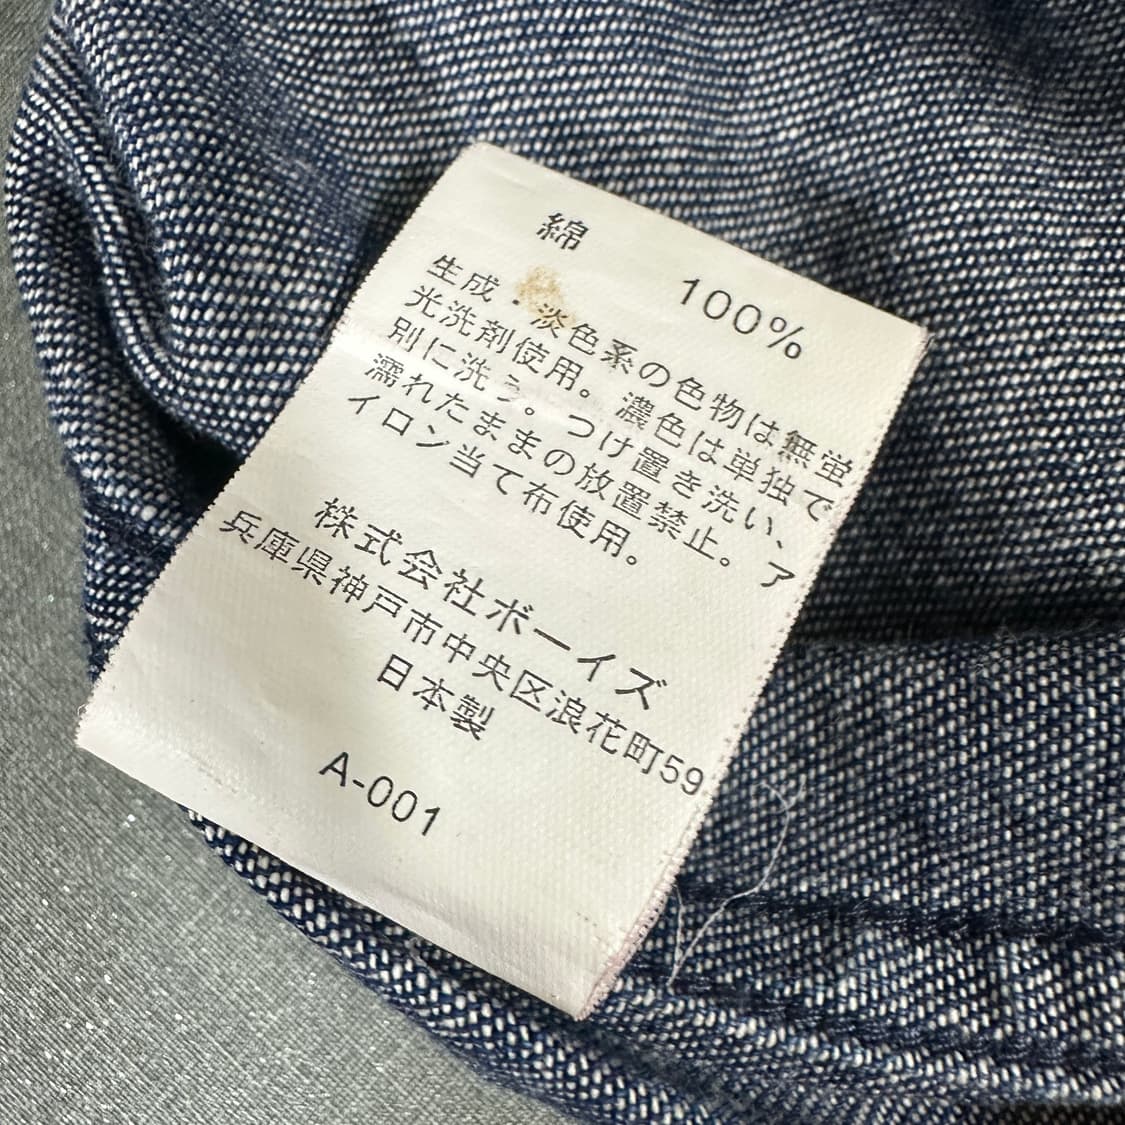 綿 100%
生成・淡色系の色物は無蛍
光洗剤使用。濃色は単独で
別に洗う。つけ置き洗い、
濡れたままの放置禁止。ア
イロン当て布使用。
株式会社ボーイズ
兵庫県神戸市中央区浪花町59
日本製
A-001